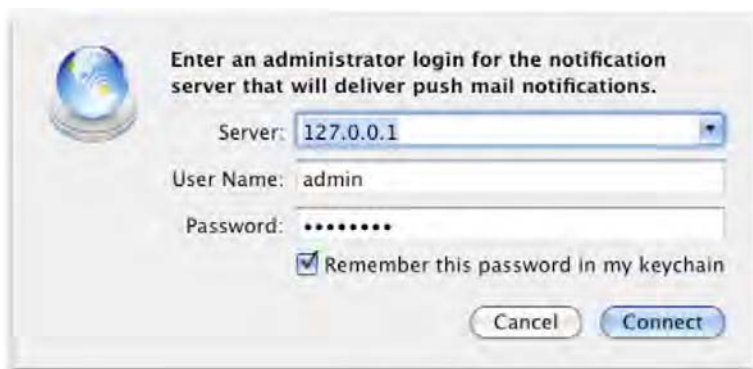 Enter an administrator login for the notification
server that will deliver push mail notifications.
Server: 127.0.0.1
User Name: admin
Password: ••••••••
Remember this password in my keychain
Cancel Connect